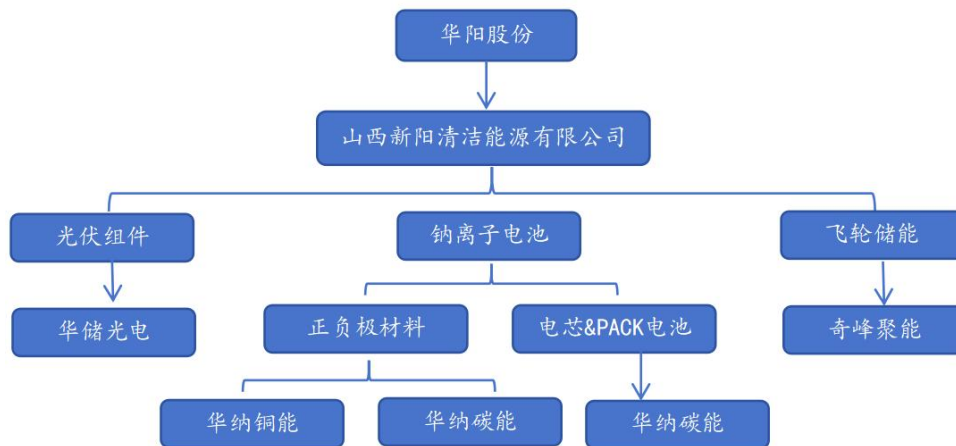 华阳股份
山西新阳清洁能源有限公司
光伏组件
钠离子电池
飞轮储能
华储光电
正负极材料
电芯&PACK电池
奇峰聚能
华纳铜能
华纳碳能
华纳碳能